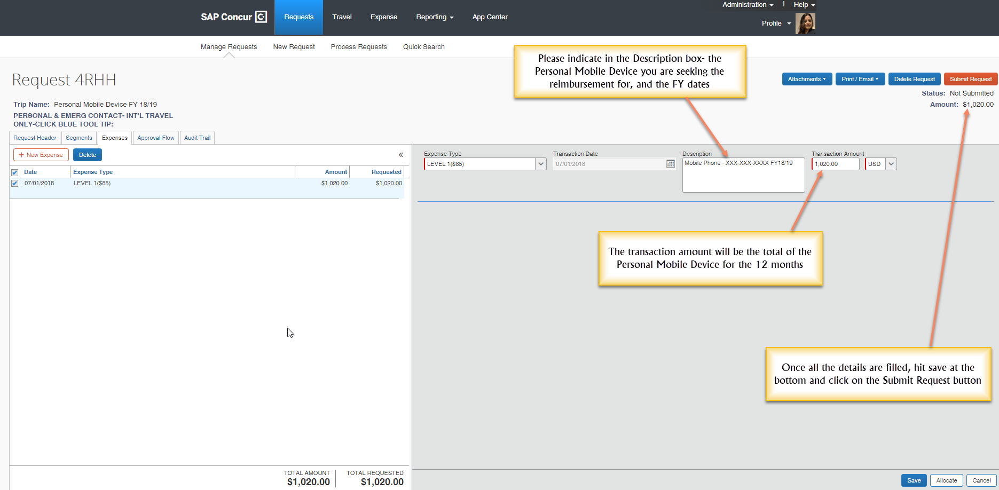 SAP Concur
Requests
Travel
Expense
Reporting
App Center
Administration
Help
Profile
Manage Requests
New Request
Process Requests
Quick Search
Please indicate in the Description box- the
Personal Mobile Device you are seeking the
reimbursement for, and the FY dates
Request 4RHH
Attachments
Print / Email
Delete Request
Submit Request
Status: Not Submitted
Amount: $1,020.00
Trip Name: Personal Mobile Device FY 18/19
PERSONAL & EMERG CONTACT- INT'L TRAVEL
ONLY-CLICK BLUE TOOL TIP:
Request Header
Segments
Expenses
Approval Flow
Audit Trail
+ New Expense
Delete
«
Date
Expense Type
Amount
Requested
07/01/2018
LEVEL 1($85)
$1,020.00
$1,020.00
Expense Type
LEVEL 1($85)
Transaction Date
07/01/2018
Description
Mobile Phone - XXX-XXX-XXXX FY18/19
Transaction Amount
1,020.00
USD
The transaction amount will be the total of the
Personal Mobile Device for the 12 months
Once all the details are filled, hit save at the
bottom and click on the Submit Request button
TOTAL AMOUNT
$1,020.00
TOTAL REQUESTED
$1,020.00
Save
Allocate
Cancel